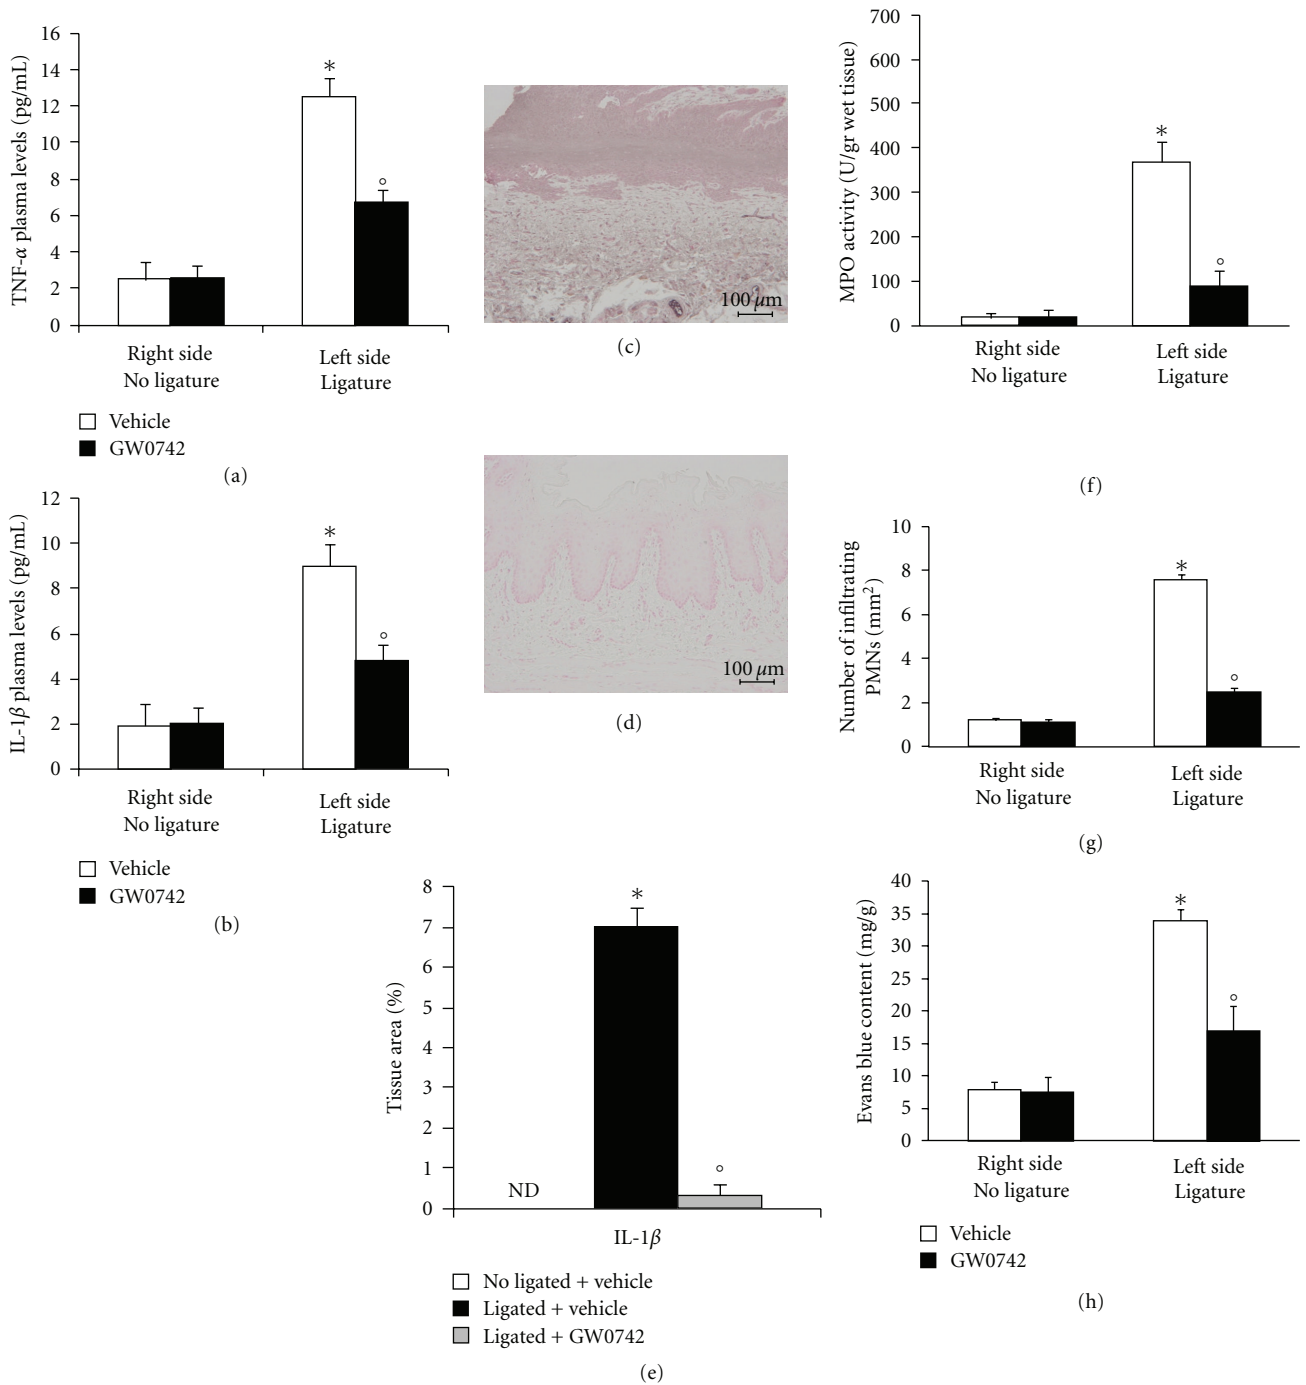 TNF-α plasma levels (pg/mL)
16
14
12
10
8
6
4
2
0
*
°
Right side
No ligature
Left side
Ligature
Vehicle
GW0742
(a)
IL-1β plasma levels (pg/mL)
12
10
8
6
4
2
0
*
°
Right side
No ligature
Left side
Ligature
Vehicle
GW0742
(b)
100 μm
(c)
100 μm
(d)
Tissue area (%)
8
7
6
5
4
3
2
1
0
ND
*
°
IL-1β
No ligated + vehicle
Ligated + vehicle
Ligated + GW0742
(e)
MPO activity (U/gr wet tissue)
700
600
500
400
300
200
100
0
*
°
Right side
No ligature
Left side
Ligature
(f)
Number of infiltrating
PMNs (mm²)
10
8
6
4
2
0
*
°
Right side
No ligature
Left side
Ligature
(g)
Evans blue content (mg/g)
40
35
30
25
20
15
10
5
0
*
°
Right side
No ligature
Left side
Ligature
Vehicle
GW0742
(h)